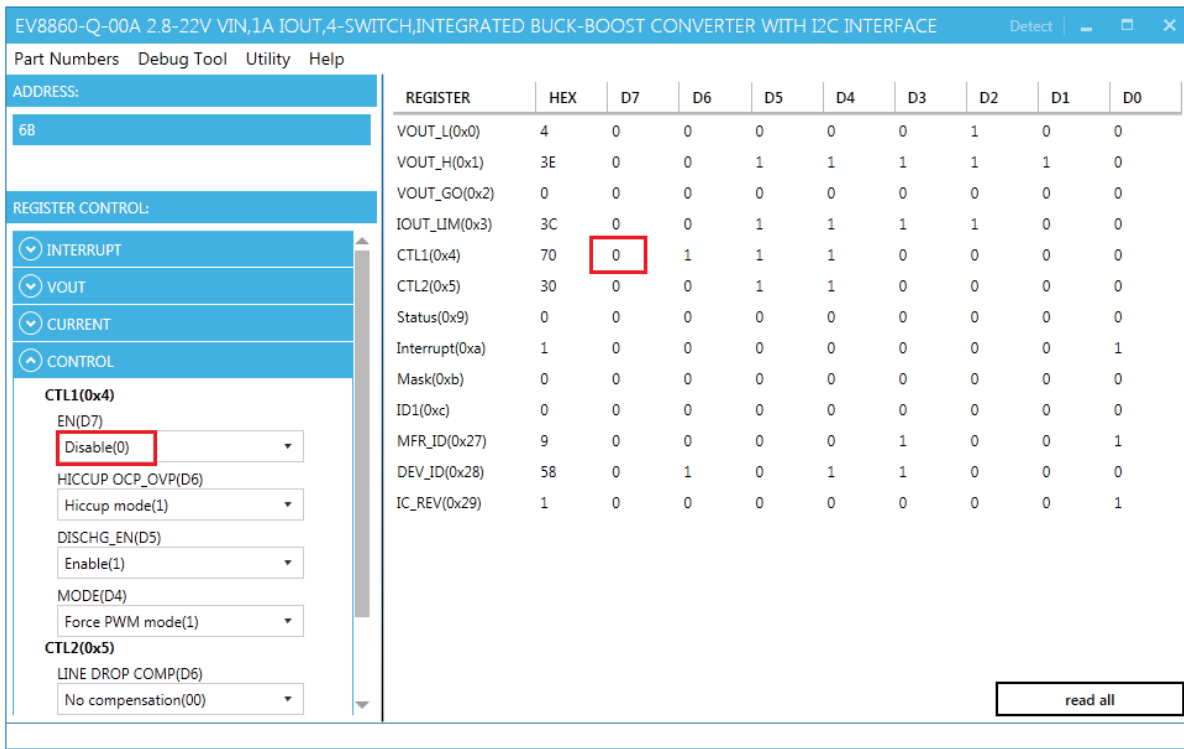 EV8860-Q-00A 2.8-22V VIN,1A IOUT,4-SWITCH,INTEGRATED BUCK-BOOST CONVERTER WITH I2C INTERFACE Detect
Part Numbers Debug Tool Utility Help
ADDRESS:
6B
REGISTER CONTROL:
INTERRUPT
VOUT
CURRENT
CONTROL
CTL1(0x4)
EN(D7)
Disable(0)
HICCUP OCP_OVP(D6)
Hiccup mode(1)
DISCHG_EN(D5)
Enable(1)
MODE(D4)
Force PWM mode(1)
CTL2(0x5)
LINE DROP COMP(D6)
No compensation(00)
REGISTER HEX D7 D6 D5 D4 D3 D2 D1 D0
VOUT_L(0x0) 4 0 0 0 0 0 1 0 0
VOUT_H(0x1) 3E 0 0 1 1 1 1 1 0
VOUT_GO(0x2) 0 0 0 0 0 0 0 0 0
IOUT_LIM(0x3) 3C 0 0 1 1 1 1 0 0
CTL1(0x4) 70 0 1 1 1 0 0 0 0
CTL2(0x5) 30 0 0 1 1 0 0 0 0
Status(0x9) 0 0 0 0 0 0 0 0 0
Interrupt(0xa) 1 0 0 0 0 0 0 0 1
Mask(0xb) 0 0 0 0 0 0 0 0 0
ID1(0xc) 0 0 0 0 0 0 0 0 0
MFR_ID(0x27) 9 0 0 0 0 1 0 0 1
DEV_ID(0x28) 58 0 1 0 1 1 0 0 0
IC_REV(0x29) 1 0 0 0 0 0 0 0 1
read all